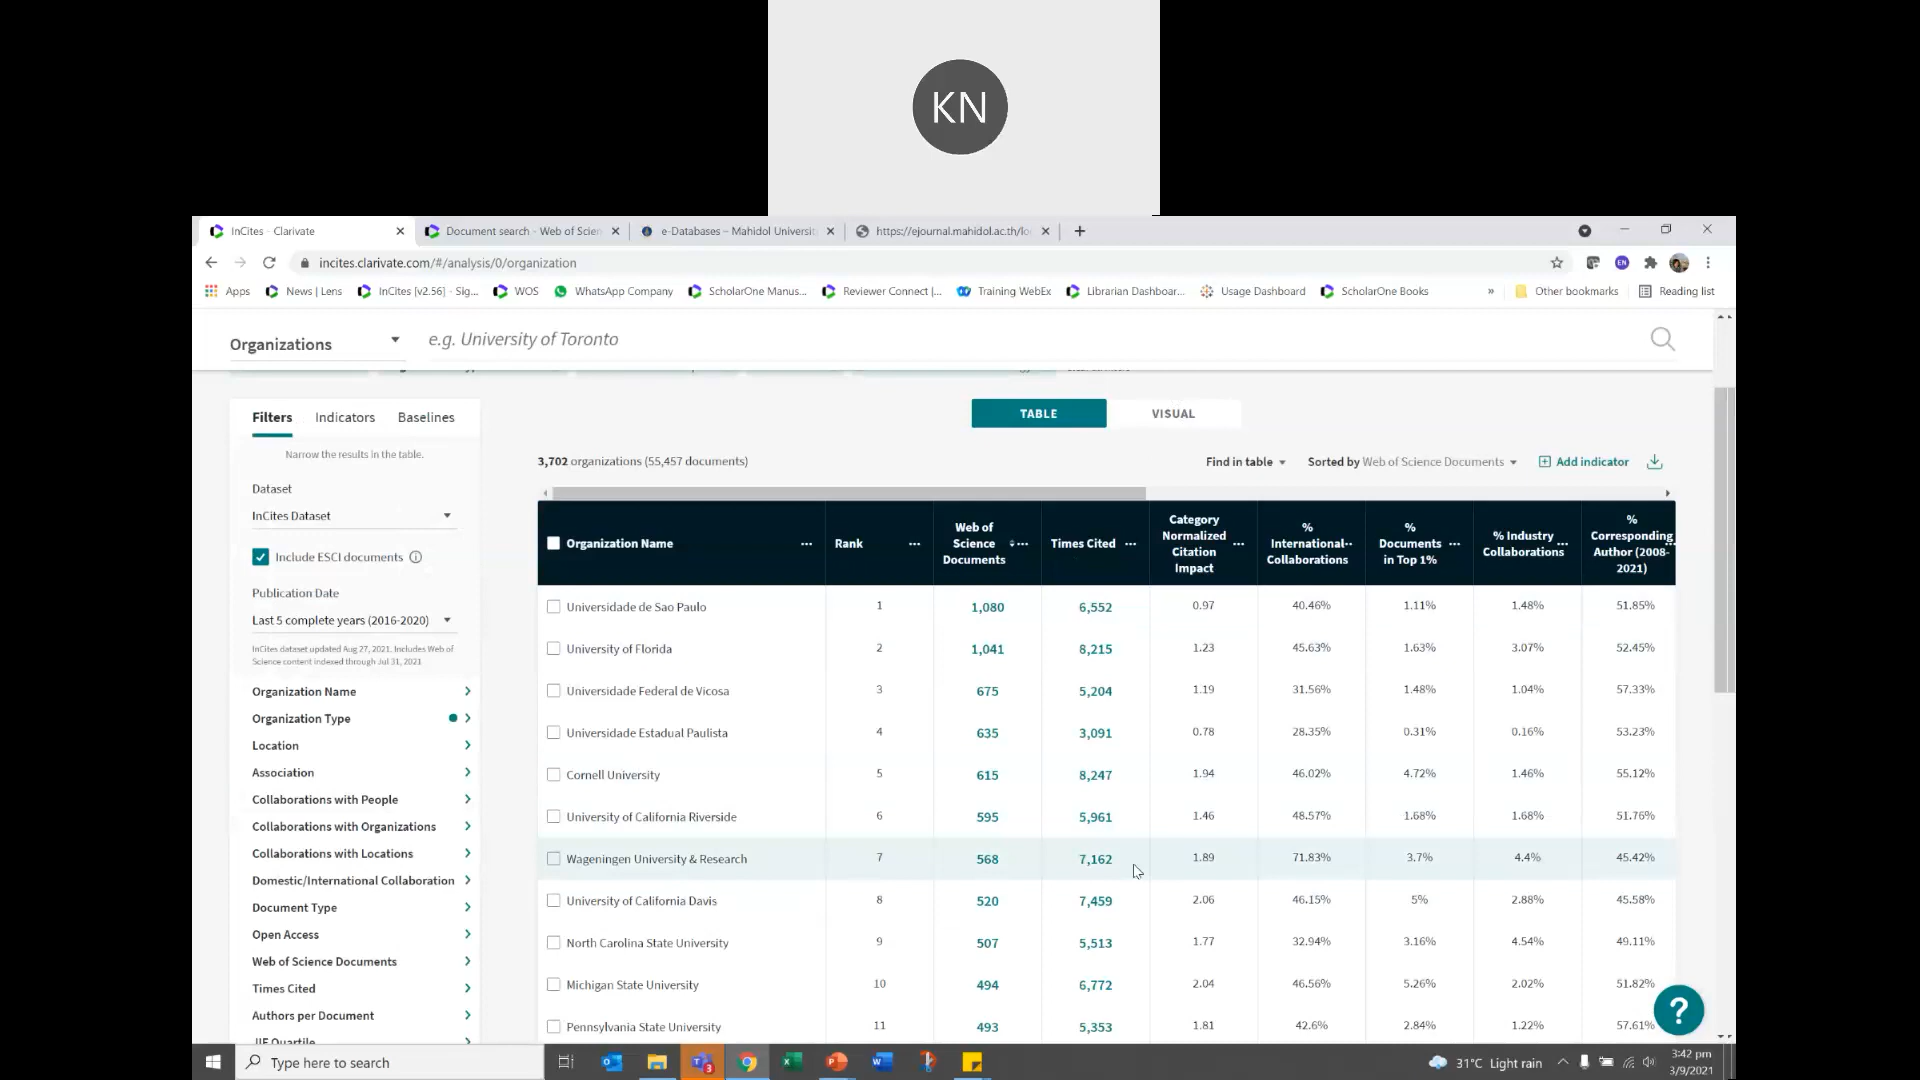 KN
InCites - Clarivate
Document search - Web of Scien
e-Databases – Mahidol Universit
https://ejournal.mahidol.ac.th/lo
incites.clarivate.com/#/analysis/0/organization
Apps News | Lens InCites [v2.56] - Sig... WOS WhatsApp Company ScholarOne Manus... Reviewer Connect (... Training WebEx Librarian Dashboar... Usage Dashboard ScholarOne Books » Other bookmarks Reading list
Organizations e.g. University of Toronto
Filters Indicators Baselines
TABLE VISUAL
Narrow the results in the table.
3,702 organizations (55,457 documents) Find in table Sorted by Web of Science Documents Add indicator
Dataset
InCites Dataset
Include ESCI documents
Publication Date
Last 5 complete years (2016-2020)
InCites dataset updated Aug 27, 2021. Includes Web of
Science content indexed through Jul 31, 2021
Organization Name
Organization Type
Location
Association
Collaborations with People
Collaborations with Organizations
Collaborations with Locations
Domestic/International Collaboration
Document Type
Open Access
Web of Science Documents
Times Cited
Authors per Document
JIF Quartile
Organization Name ... Rank ... Web of Science Documents ... Times Cited ... Category Normalized Citation Impact ... % International Collaborations ... % Documents in Top 1% ... % Industry Collaborations ... % Corresponding Author (2008-2021) ...
Universidade de Sao Paulo 1 1,080 6,552 0.97 40.46% 1.11% 1.48% 51.85%
University of Florida 2 1,041 8,215 1.23 45.63% 1.63% 3.07% 52.45%
Universidade Federal de Vicosa 3 675 5,204 1.19 31.56% 1.48% 1.04% 57.33%
Universidade Estadual Paulista 4 635 3,091 0.78 28.35% 0.31% 0.16% 53.23%
Cornell University 5 615 8,247 1.94 46.02% 4.72% 1.46% 55.12%
University of California Riverside 6 595 5,961 1.46 48.57% 1.68% 1.68% 51.76%
Wageningen University & Research 7 568 7,162 1.89 71.83% 3.7% 4.4% 45.42%
University of California Davis 8 520 7,459 2.06 46.15% 5% 2.88% 45.58%
North Carolina State University 9 507 5,513 1.77 32.94% 3.16% 4.54% 49.11%
Michigan State University 10 494 6,772 2.04 46.56% 5.26% 2.02% 51.82%
Pennsylvania State University 11 493 5,353 1.81 42.6% 2.84% 1.22% 57.61%
?
Type here to search
31°C Light rain
3:42 pm
3/9/2021